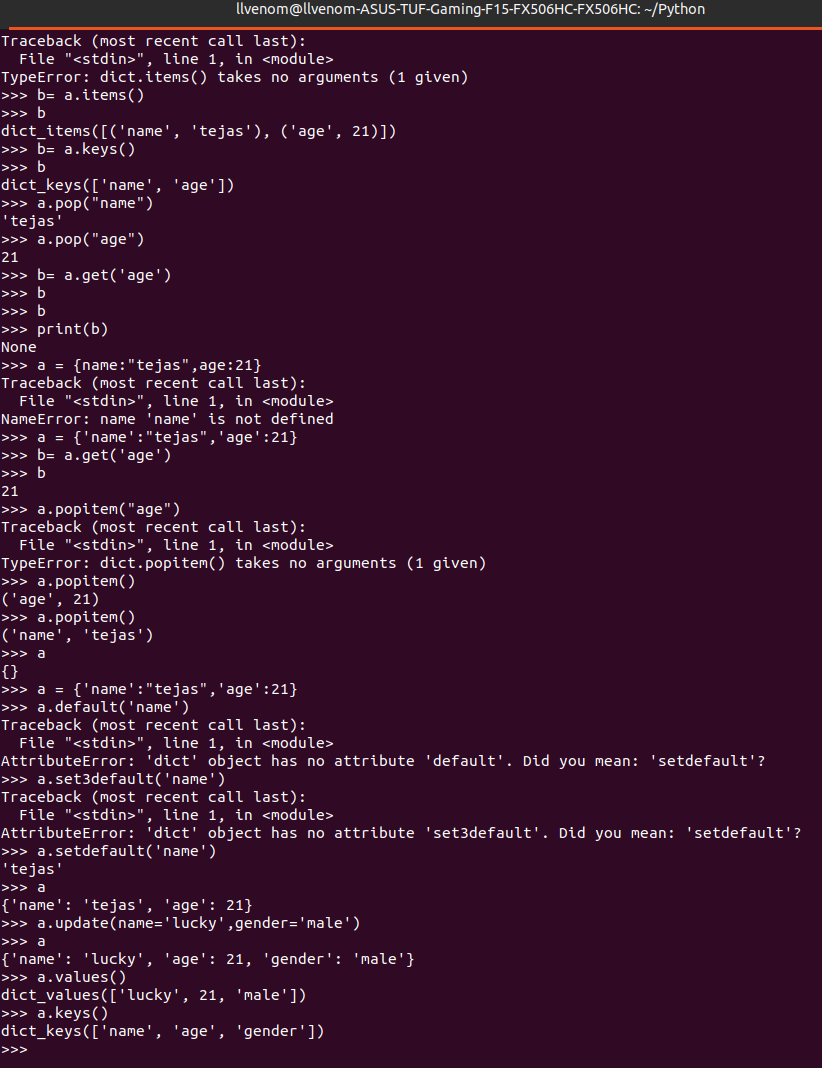 llvenom@llvenom-ASUS-TUF-Gaming-F15-FX506HC-FX506HC: ~/Python
Traceback (most recent call last):
  File "<stdin>", line 1, in <module>
TypeError: dict.items() takes no arguments (1 given)
>>> b= a.items()
>>> b
dict_items([('name', 'tejas'), ('age', 21)])
>>> b= a.keys()
>>> b
dict_keys(['name', 'age'])
>>> a.pop("name")
'tejas'
>>> a.pop("age")
21
>>> b= a.get('age')
>>> b
>>> b
>>> print(b)
None
>>> a = {name:"tejas",age:21}
Traceback (most recent call last):
  File "<stdin>", line 1, in <module>
NameError: name 'name' is not defined
>>> a = {'name':"tejas",'age':21}
>>> b= a.get('age')
>>> b
21
>>> a.popitem("age")
Traceback (most recent call last):
  File "<stdin>", line 1, in <module>
TypeError: dict.popitem() takes no arguments (1 given)
>>> a.popitem()
('age', 21)
>>> a.popitem()
('name', 'tejas')
>>> a
{}
>>> a = {'name':"tejas",'age':21}
>>> a.default('name')
Traceback (most recent call last):
  File "<stdin>", line 1, in <module>
AttributeError: 'dict' object has no attribute 'default'. Did you mean: 'setdefault'?
>>> a.set3default('name')
Traceback (most recent call last):
  File "<stdin>", line 1, in <module>
AttributeError: 'dict' object has no attribute 'set3default'. Did you mean: 'setdefault'?
>>> a.setdefault('name')
'tejas'
>>> a
{'name': 'tejas', 'age': 21}
>>> a.update(name='lucky',gender='male')
>>> a
{'name': 'lucky', 'age': 21, 'gender': 'male'}
>>> a.values()
dict_values(['lucky', 21, 'male'])
>>> a.keys()
dict_keys(['name', 'age', 'gender'])
>>>